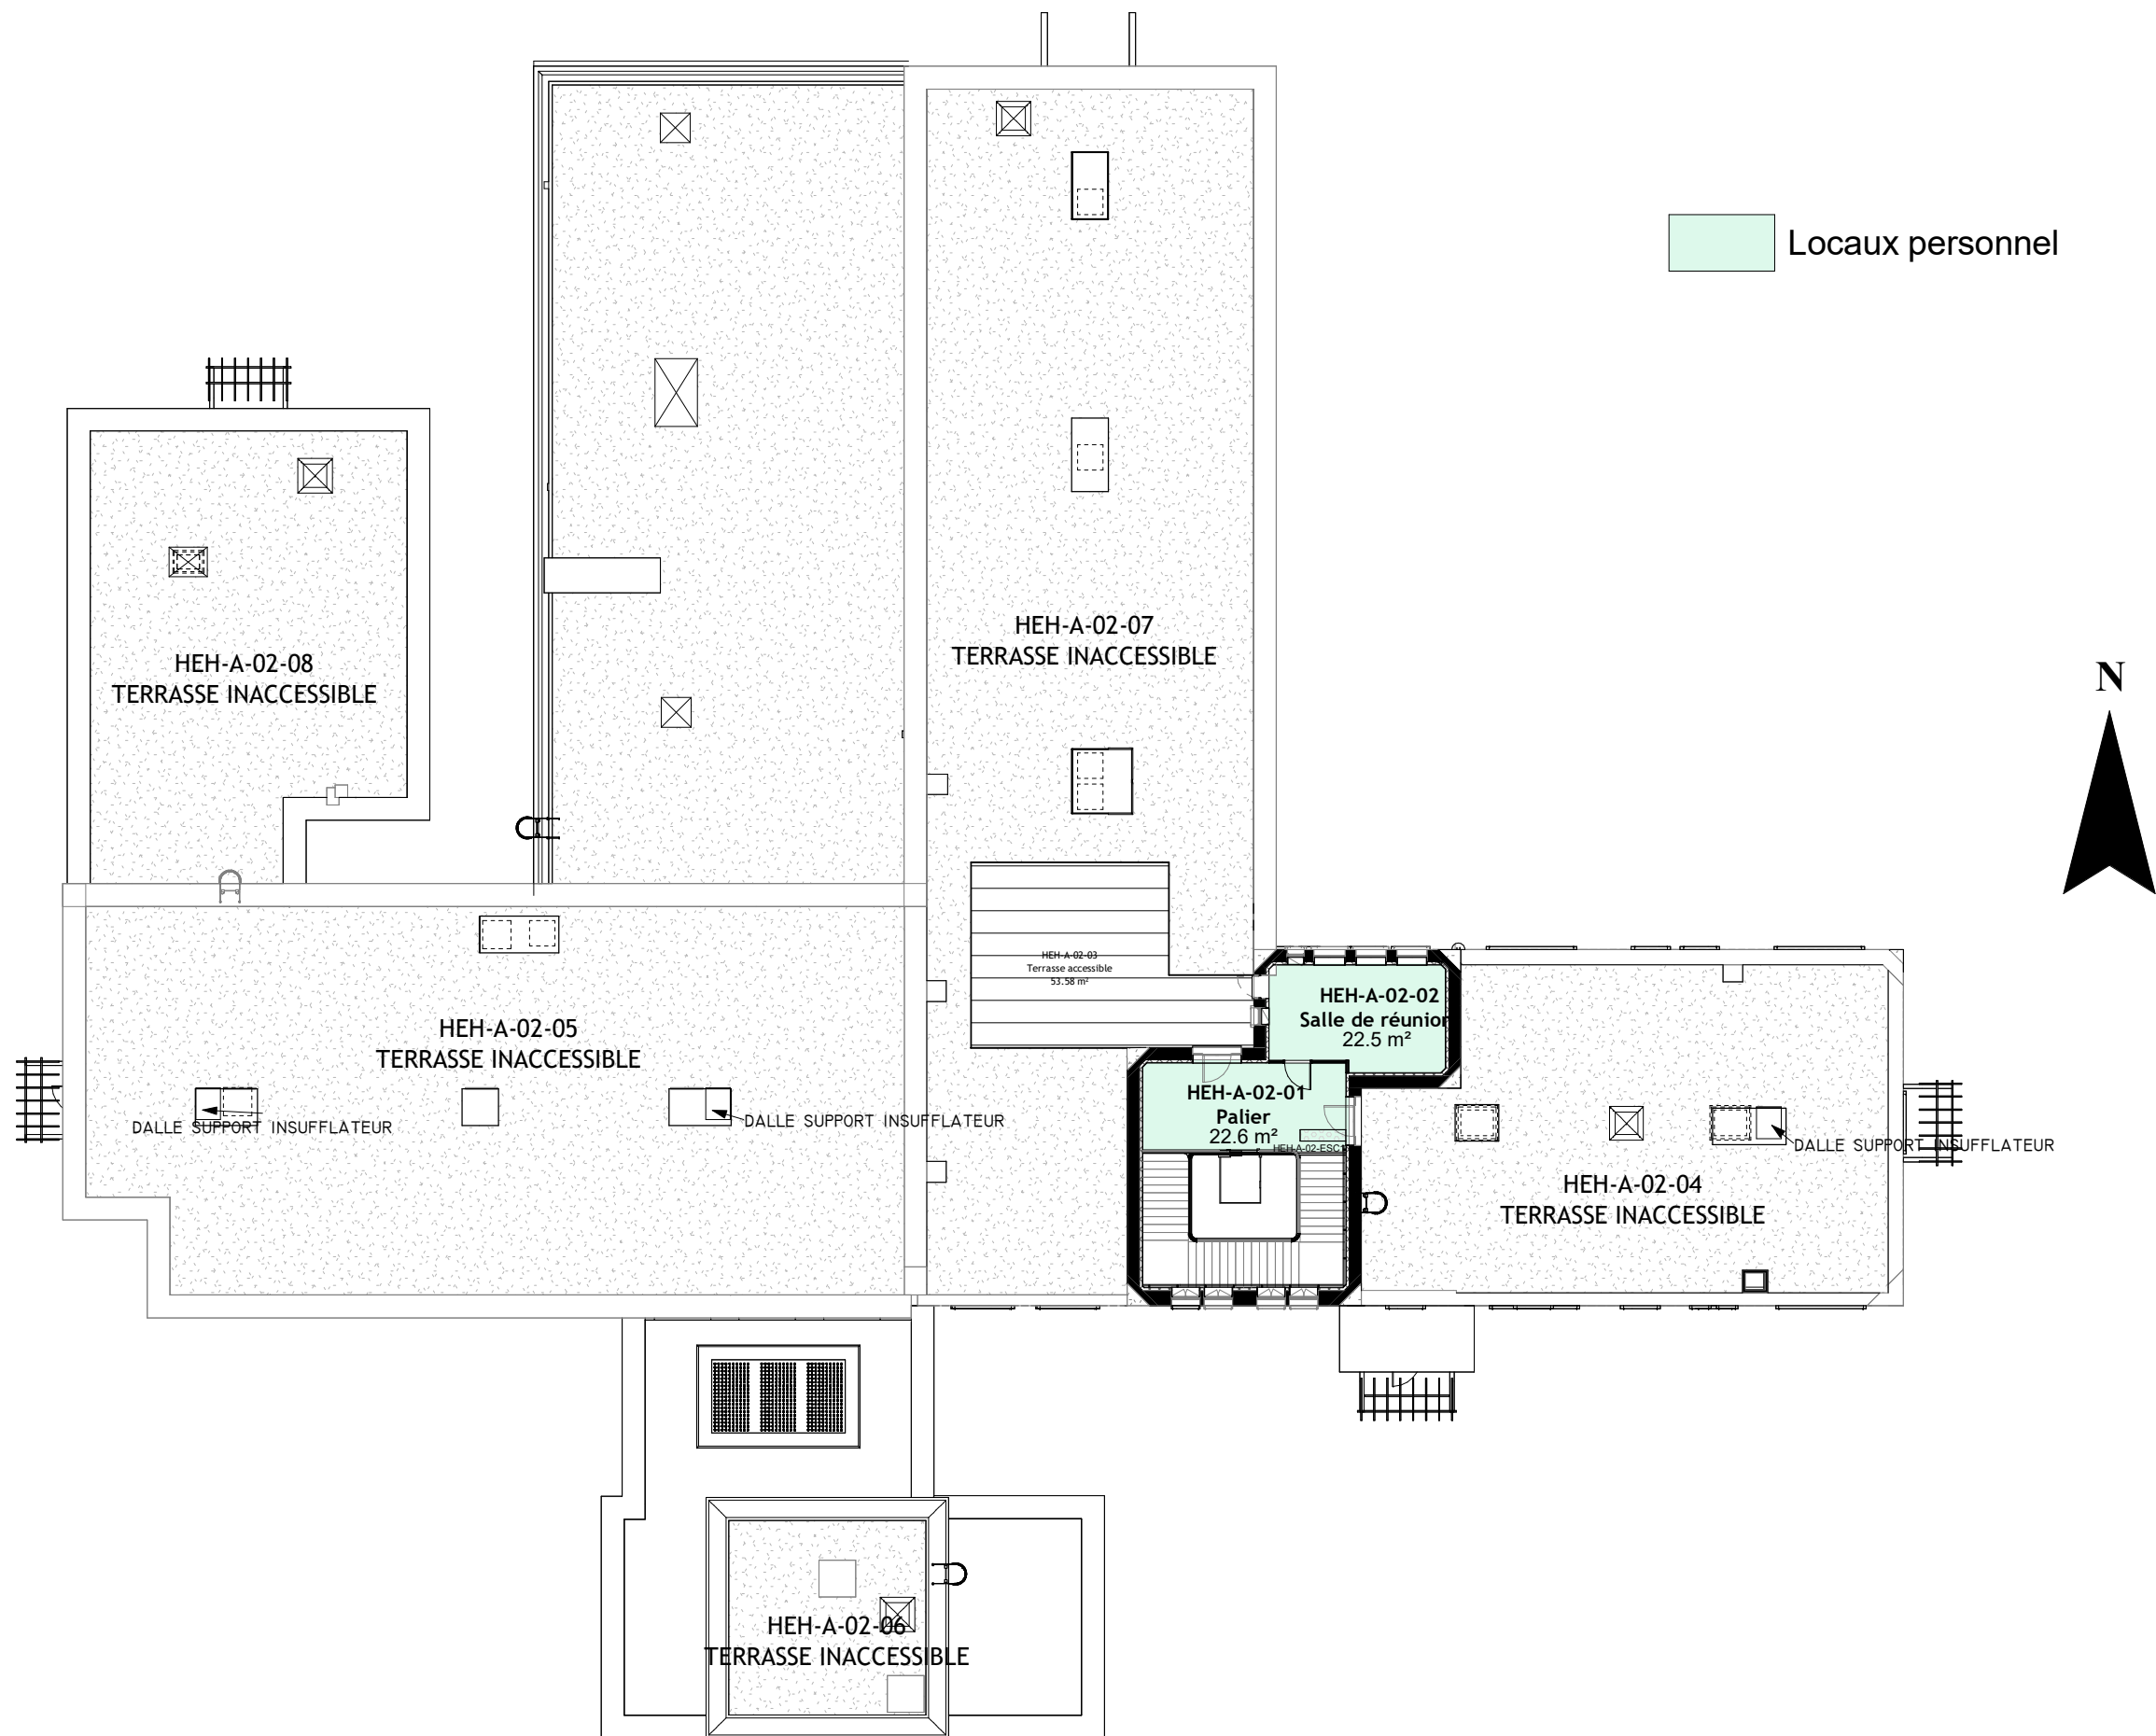 Locaux personnel
HEH-A-02-07
TERRASSE INACCESSIBLE
HEH-A-02-08
TERRASSE INACCESSIBLE
N
HEH-A-02-03
Terrasse accessible
53.58 m²
HEH-A-02-02
Salle de réunion
22.5 m²
HEH-A-02-05
TERRASSE INACCESSIBLE
DALLE SUPPORT INSUFFLATEUR
DALLE SUPPORT INSUFFLATEUR
HEH-A-02-01
Palier
22.6 m²
DALLE SUPPORT INSUFFLATEUR
HEH-A-02-04
TERRASSE INACCESSIBLE
HEH-A-02-06
TERRASSE INACCESSIBLE